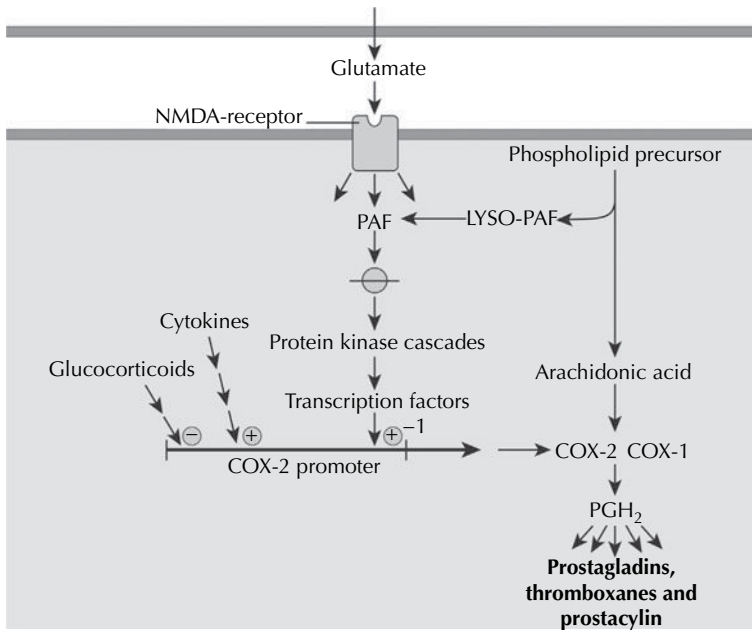 Glutamate
NMDA-receptor
Phospholipid precursor
PAF
LYSO-PAF
Cytokines
Protein kinase cascades
Glucocorticoids
Arachidonic acid
Transcription factors
− + + −1
COX-2 promoter
COX-2 COX-1
PGH₂
Prostagladins,
thromboxanes and
prostacylin